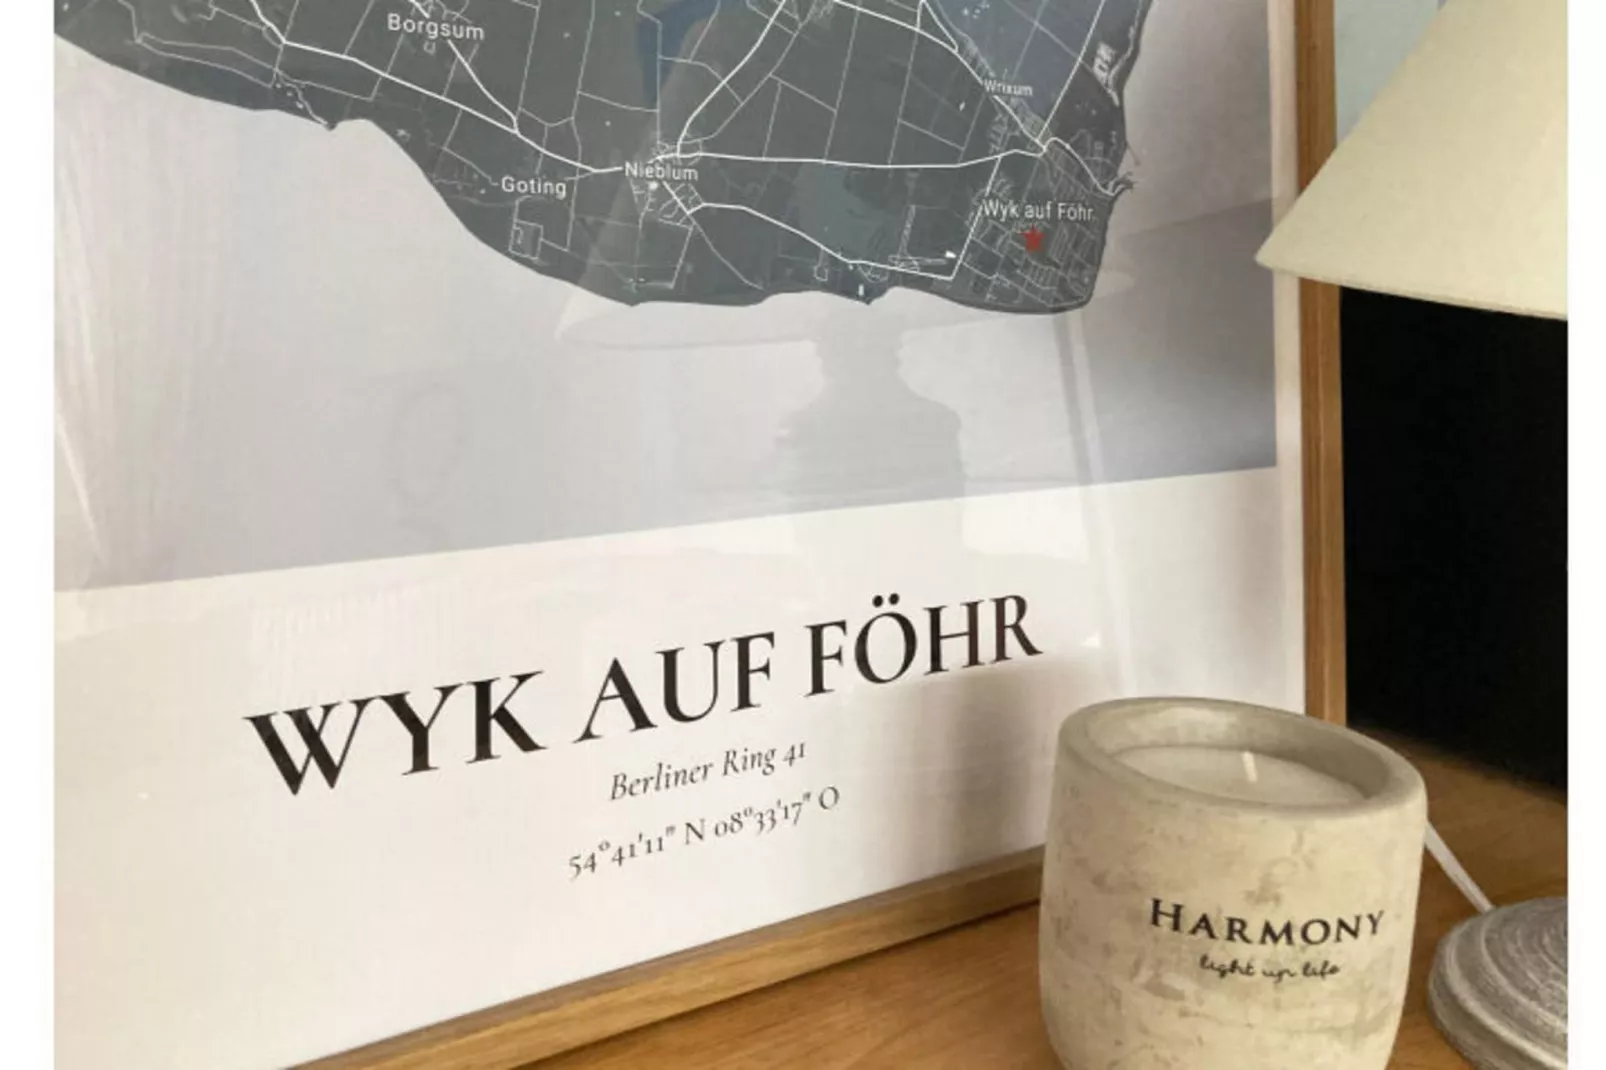 Borgsum
Wrixum
Nieblum
Goting
Wyk auf Föhr
WYK AUF FÖHR
Berliner Ring 41
54°41'11" N 08°33'17" O
HARMONY
light up life